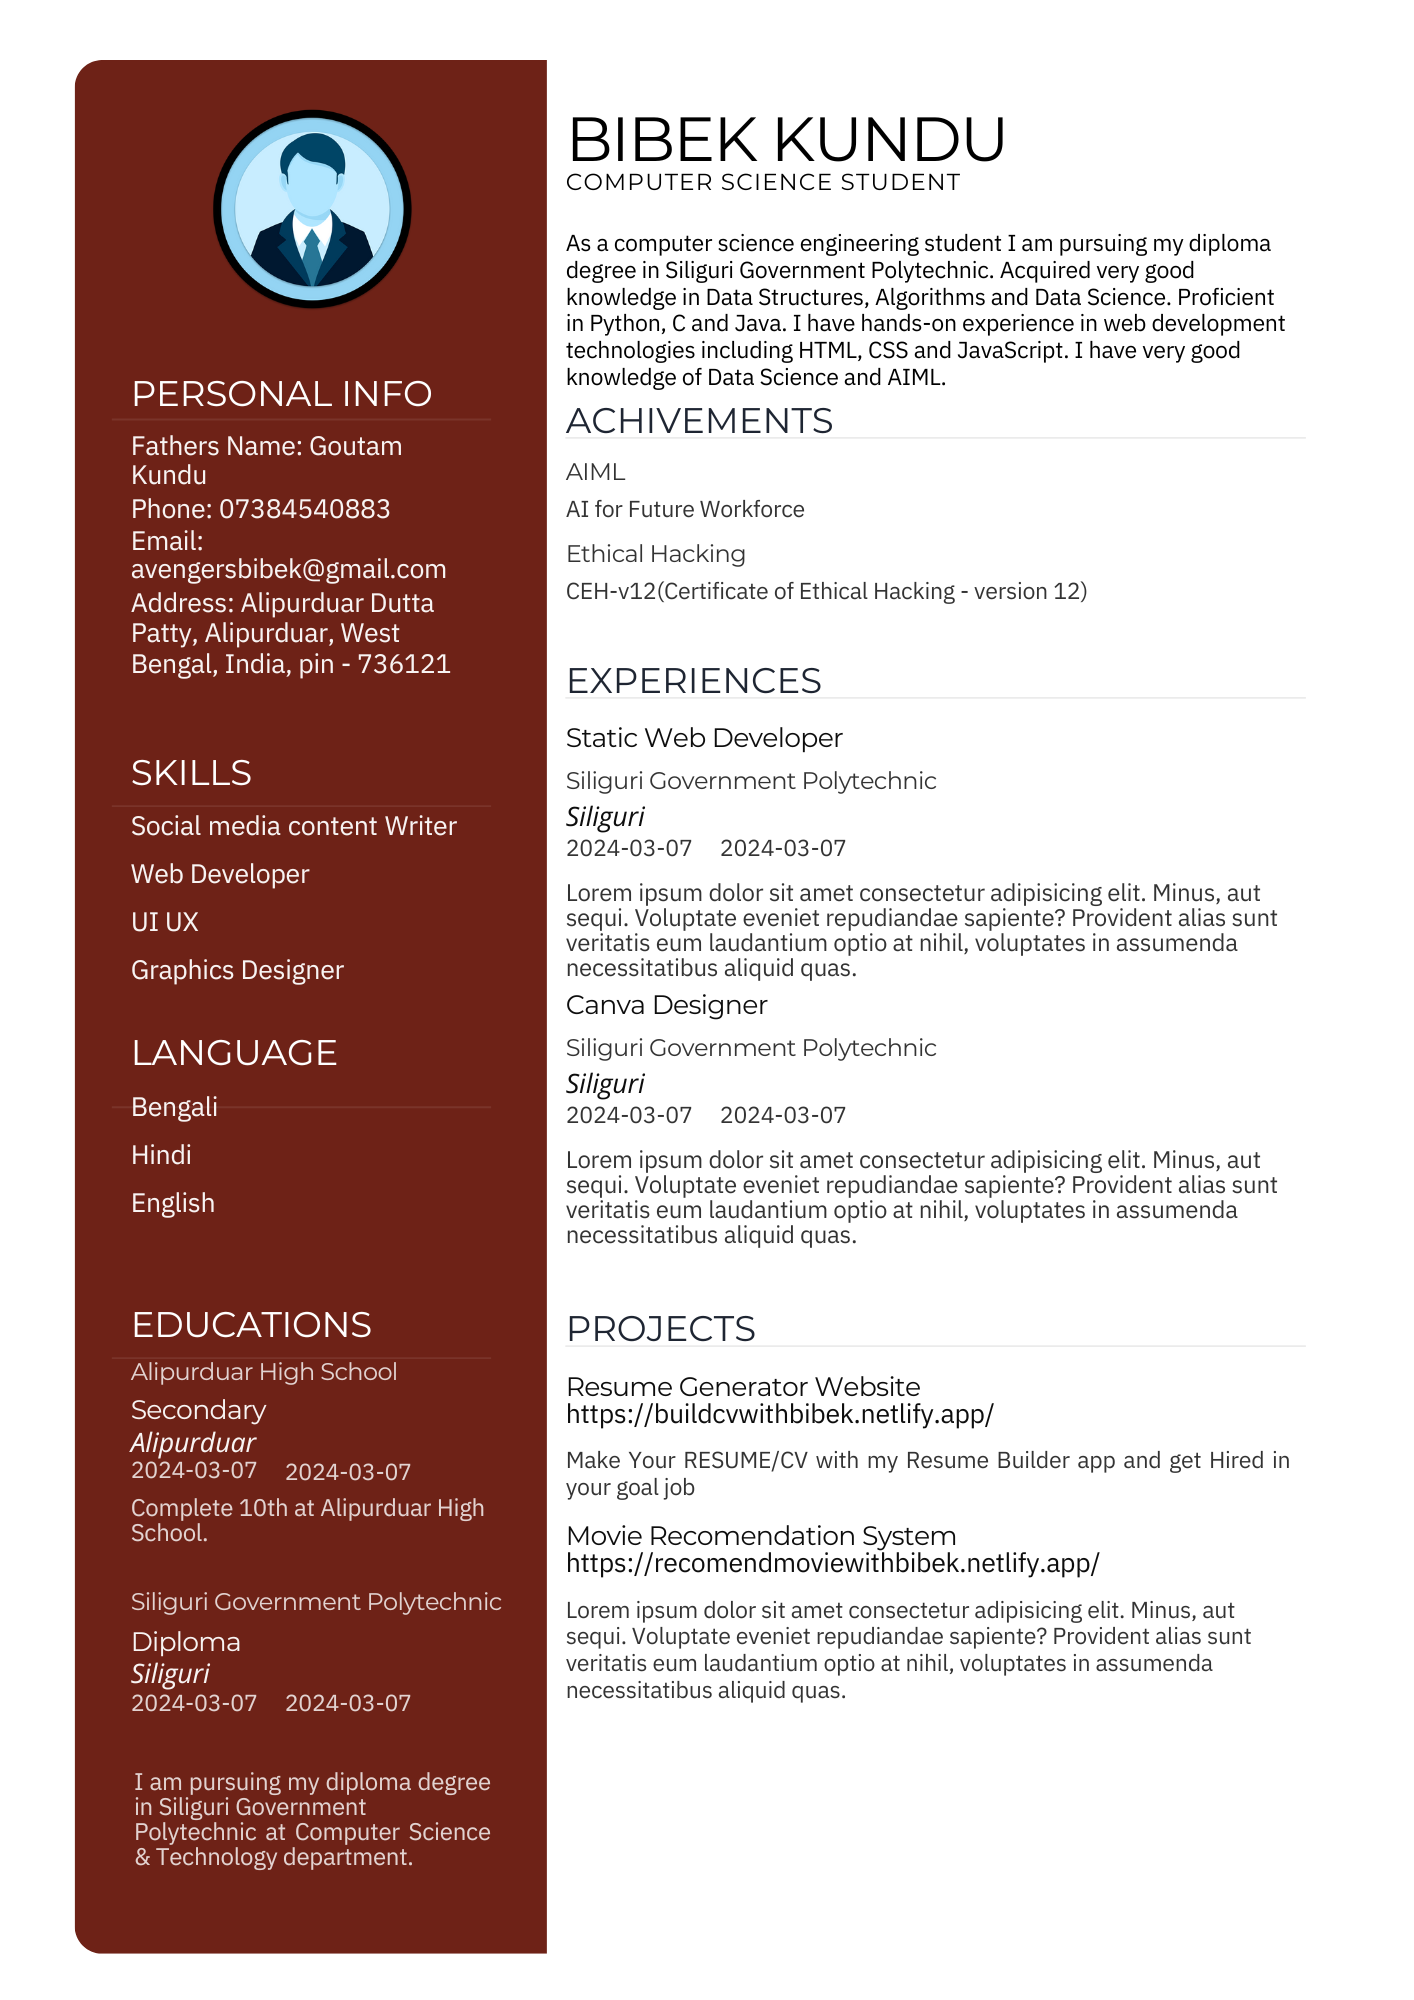 PERSONAL INFO
Fathers Name: Goutam
Kundu
Phone: 07384540883
Email:
avengersbibek@gmail.com
Address: Alipurduar Dutta
Patty, Alipurduar, West
Bengal, India, pin - 736121
SKILLS
Social media content Writer
Web Developer
UI UX
Graphics Designer
LANGUAGE
Bengali
Hindi
English
EDUCATIONS
Alipurduar High School
Secondary
Alipurduar
2024-03-07 2024-03-07
Complete 10th at Alipurduar High
School.
Siliguri Government Polytechnic
Diploma
Siliguri
2024-03-07 2024-03-07
I am pursuing my diploma degree
in Siliguri Government
Polytechnic at Computer Science
& Technology department.
BIBEK KUNDU
COMPUTER SCIENCE STUDENT
As a computer science engineering student I am pursuing my diploma
degree in Siliguri Government Polytechnic. Acquired very good
knowledge in Data Structures, Algorithms and Data Science. Proficient
in Python, C and Java. I have hands-on experience in web development
technologies including HTML, CSS and JavaScript. I have very good
knowledge of Data Science and AIML.
ACHIVEMENTS
AIML
AI for Future Workforce
Ethical Hacking
CEH-v12(Certificate of Ethical Hacking - version 12)
EXPERIENCES
Static Web Developer
Siliguri Government Polytechnic
Siliguri
2024-03-07 2024-03-07
Lorem ipsum dolor sit amet consectetur adipisicing elit. Minus, aut
sequi. Voluptate eveniet repudiandae sapiente? Provident alias sunt
veritatis eum laudantium optio at nihil, voluptates in assumenda
necessitatibus aliquid quas.
Canva Designer
Siliguri Government Polytechnic
Siliguri
2024-03-07 2024-03-07
Lorem ipsum dolor sit amet consectetur adipisicing elit. Minus, aut
sequi. Voluptate eveniet repudiandae sapiente? Provident alias sunt
veritatis eum laudantium optio at nihil, voluptates in assumenda
necessitatibus aliquid quas.
PROJECTS
Resume Generator Website
https://buildcvwithbibek.netlify.app/
Make Your RESUME/CV with my Resume Builder app and get Hired in
your goal job
Movie Recomendation System
https://recomendmoviewithbibek.netlify.app/
Lorem ipsum dolor sit amet consectetur adipisicing elit. Minus, aut
sequi. Voluptate eveniet repudiandae sapiente? Provident alias sunt
veritatis eum laudantium optio at nihil, voluptates in assumenda
necessitatibus aliquid quas.